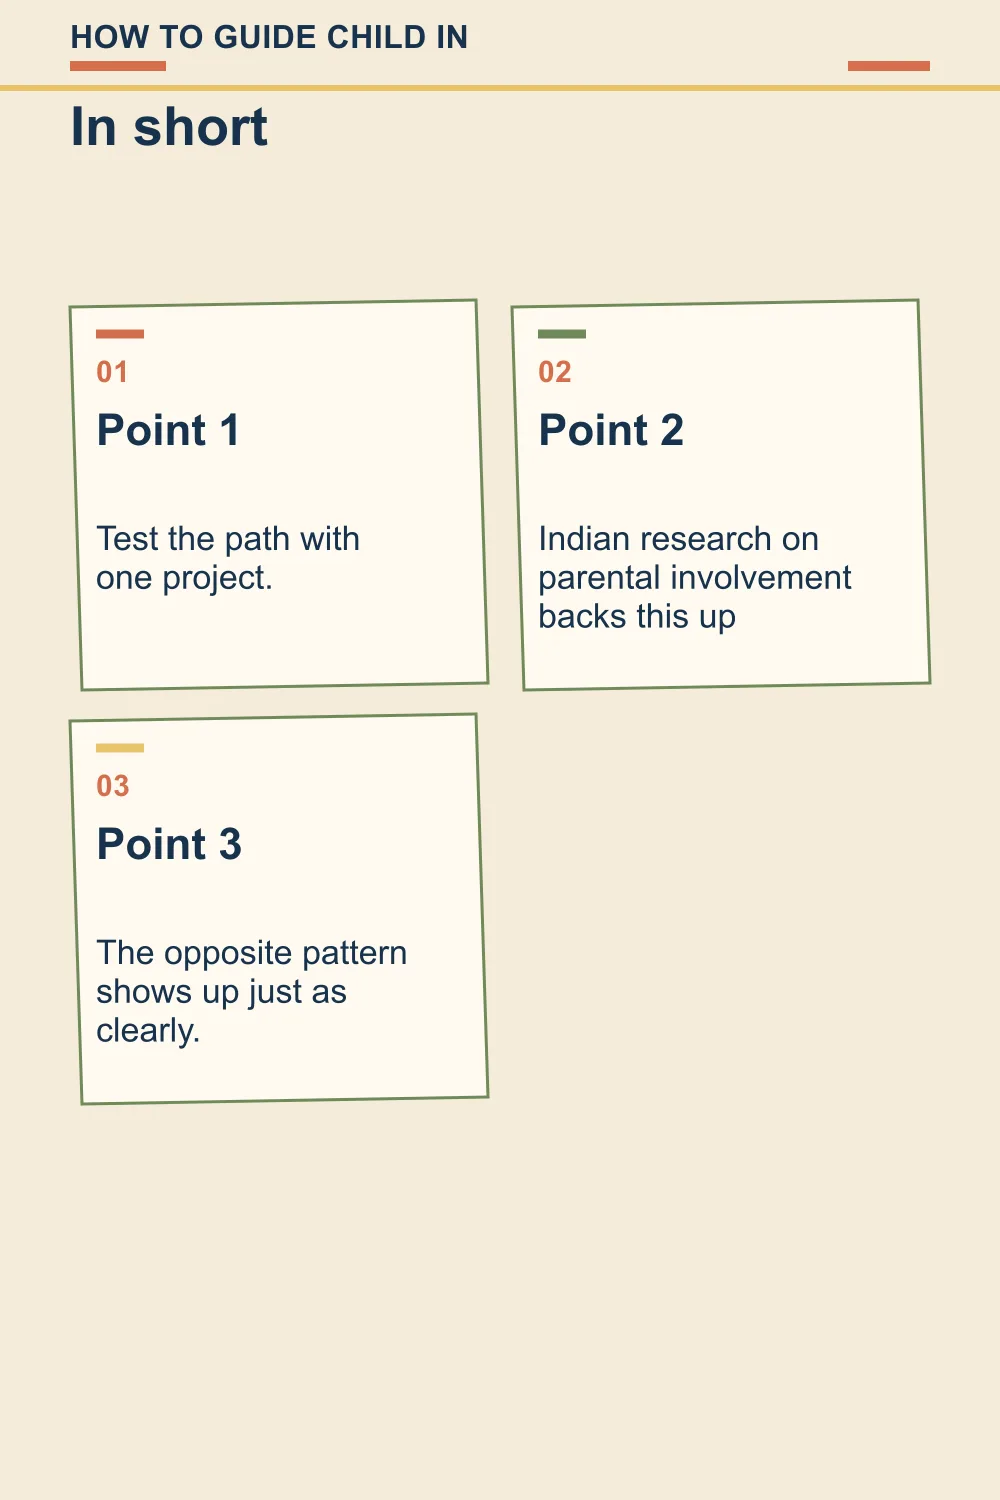 HOW TO GUIDE CHILD IN
In short
01
Point 1
Test the path with
one project.
02
Point 2
Indian research on
parental involvement
backs this up
03
Point 3
The opposite pattern
shows up just as
clearly.